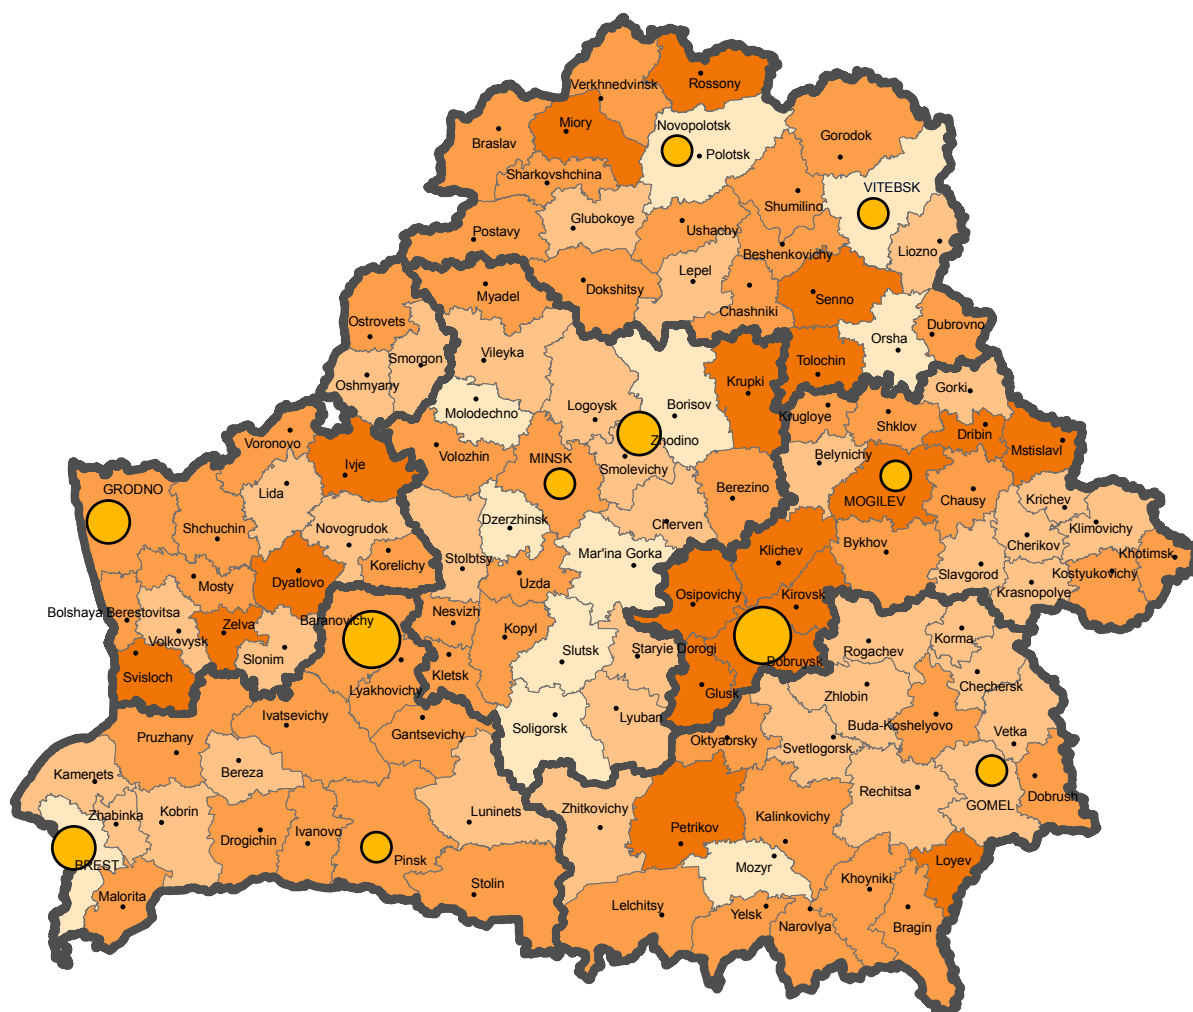 Verkhnedvinsk
Rossony
Miory
Novopolotsk
Braslav
Polotsk
Gorodok
Sharkovshchina
VITEBSK
Glubokoye
Shumilino
Postavy
Ushachy
Beshenkovichy
Liozno
Lepel
Myadel
Dokshitsy
Senno
Chashniki
Ostrovets
Dubrovno
Orsha
Vileyka
Smorgon
Tolochin
Oshmyany
Krupki
Gorki
Logoysk
Borisov
Molodechno
Krugloye
Shklov
Dribin
Voronovo
Zhodino
Mstislavl
Volozhin
MINSK
Belynichy
Ivje
Smolevichy
GRODNO
Lida
Berezino
MOGILEV
Chausy
Krichev
Shchuchin
Novogrudok
Dzerzhinsk
Cherven
Klimovichy
Bykhov
Cherikov
Mar'ina Gorka
Klichev
Khotimsk
Korelichy
Stolbtsy
Slavgorod
Kostyukovichy
Mosty
Dyatlovo
Uzda
Osipovichy
Krasnopolye
Bolshaya Berestovitsa
Nesvizh
Kirovsk
Baranovichy
Zelva
Kopyl
Korma
Volkovysk
Rogachev
Slonim
Slutsk
Staryie Dorogi
Bobruysk
Svisloch
Kletsk
Chechersk
Lyakhovichy
Glusk
Zhlobin
Ivatsevichy
Lyuban
Buda-Koshelyovo
Soligorsk
Gantsevichy
Vetka
Pruzhany
Oktyabrsky
Svetlogorsk
Kamenets
Bereza
Rechitsa
Dobrush
GOMEL
Zhabinka
Kobrin
Luninets
Zhitkovichy
Kalinkovichy
Petrikov
Drogichin
Ivanovo
Pinsk
BREST
Mozyr
Loyev
Khoyniki
Stolin
Malorita
Lelchitsy
Yelsk
Narovlya
Bragin